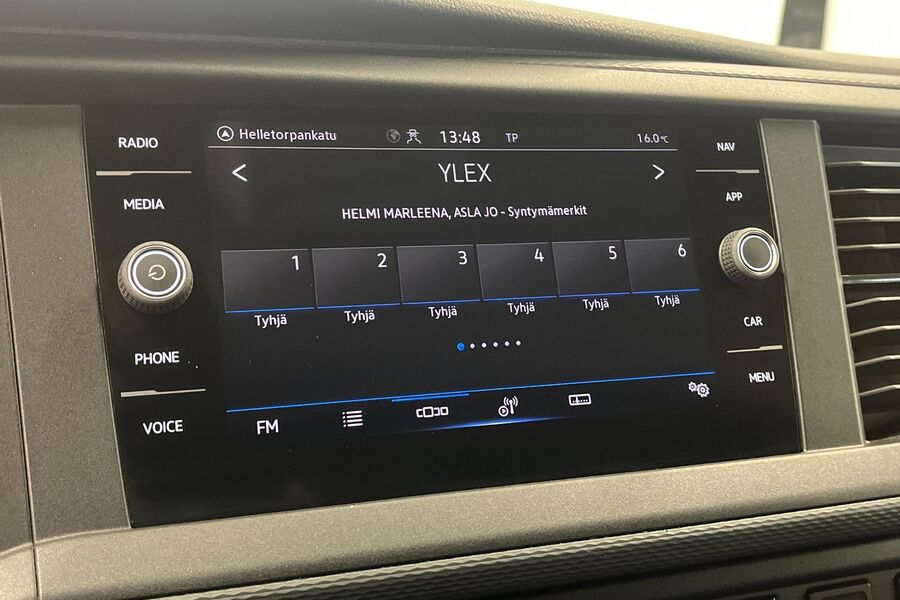 RADIO
MEDIA
PHONE
VOICE
Helletorpankatu 13:48 TP 16.0°C
< YLEX >
HELMI MARLEENA, ASLA JO - Syntymämerkit
1 2 3 4 5 6
Tyhjä Tyhjä Tyhjä Tyhjä Tyhjä Tyhjä
FM
NAV
APP
CAR
MENU